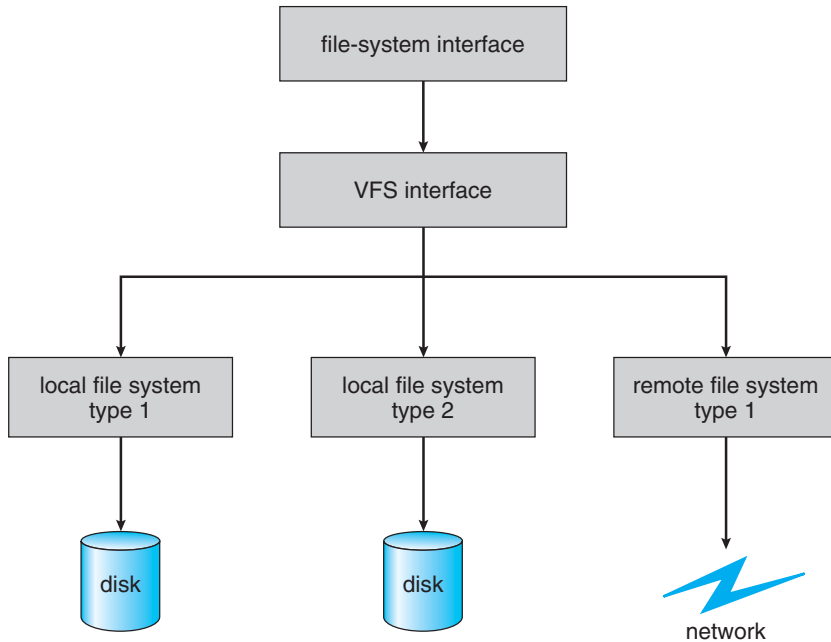 file-system interface
VFS interface
local file system
type 1
local file system
type 2
remote file system
type 1
disk
disk
network